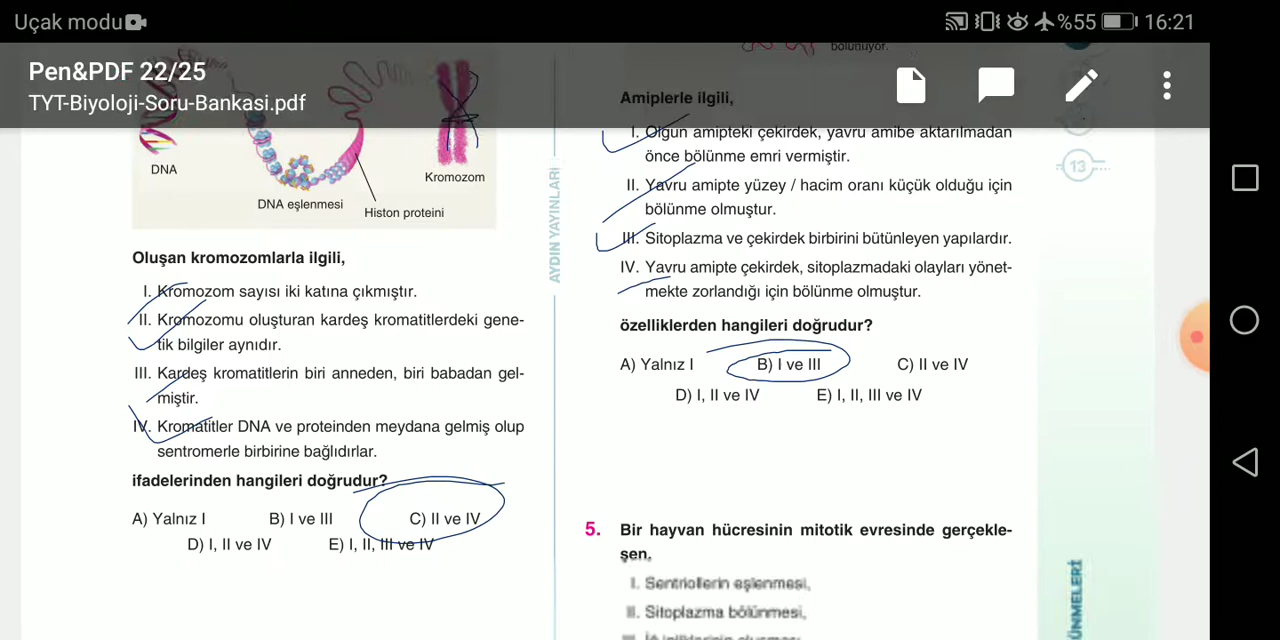 Uçak modu
%55 16:21
Pen&PDF 22/25
TYT-Biyoloji-Soru-Bankasi.pdf
DNA
DNA eşlenmesi
Histon proteini
Kromozom
Oluşan kromozomlarla ilgili,
I. Kromozom sayısı iki katına çıkmıştır.
II. Kromozomu oluşturan kardeş kromatitlerdeki gene-
tik bilgiler aynıdır.
III. Kardeş kromatitlerin biri anneden, biri babadan gel-
miştir.
IV. Kromatitler DNA ve proteinden meydana gelmiş olup
sentromerle birbirine bağlıdırlar.
ifadelerinden hangileri doğrudur?
A) Yalnız I B) I ve III C) II ve IV
D) I, II ve IV E) I, II, III ve IV
AYDIN YAYINLARI
bölünüyor.
Amiplerle ilgili,
I. Olgun amipteki çekirdek, yavru amibe aktarılmadan
önce bölünme emri vermiştir.
II. Yavru amipte yüzey / hacim oranı küçük olduğu için
bölünme olmuştur.
III. Sitoplazma ve çekirdek birbirini bütünleyen yapılardır.
IV. Yavru amipte çekirdek, sitoplazmadaki olayları yönet-
mekte zorlandığı için bölünme olmuştur.
özelliklerden hangileri doğrudur?
A) Yalnız I B) I ve III C) II ve IV
D) I, II ve IV E) I, II, III ve IV
5. Bir hayvan hücresinin mitotik evresinde gerçekle-
şen,
I. Sentriollerin eşlenmesi,
II. Sitoplazma bölünmesi,
III. İğ ipliklerinin oluşması
13
ÜNMELERİ